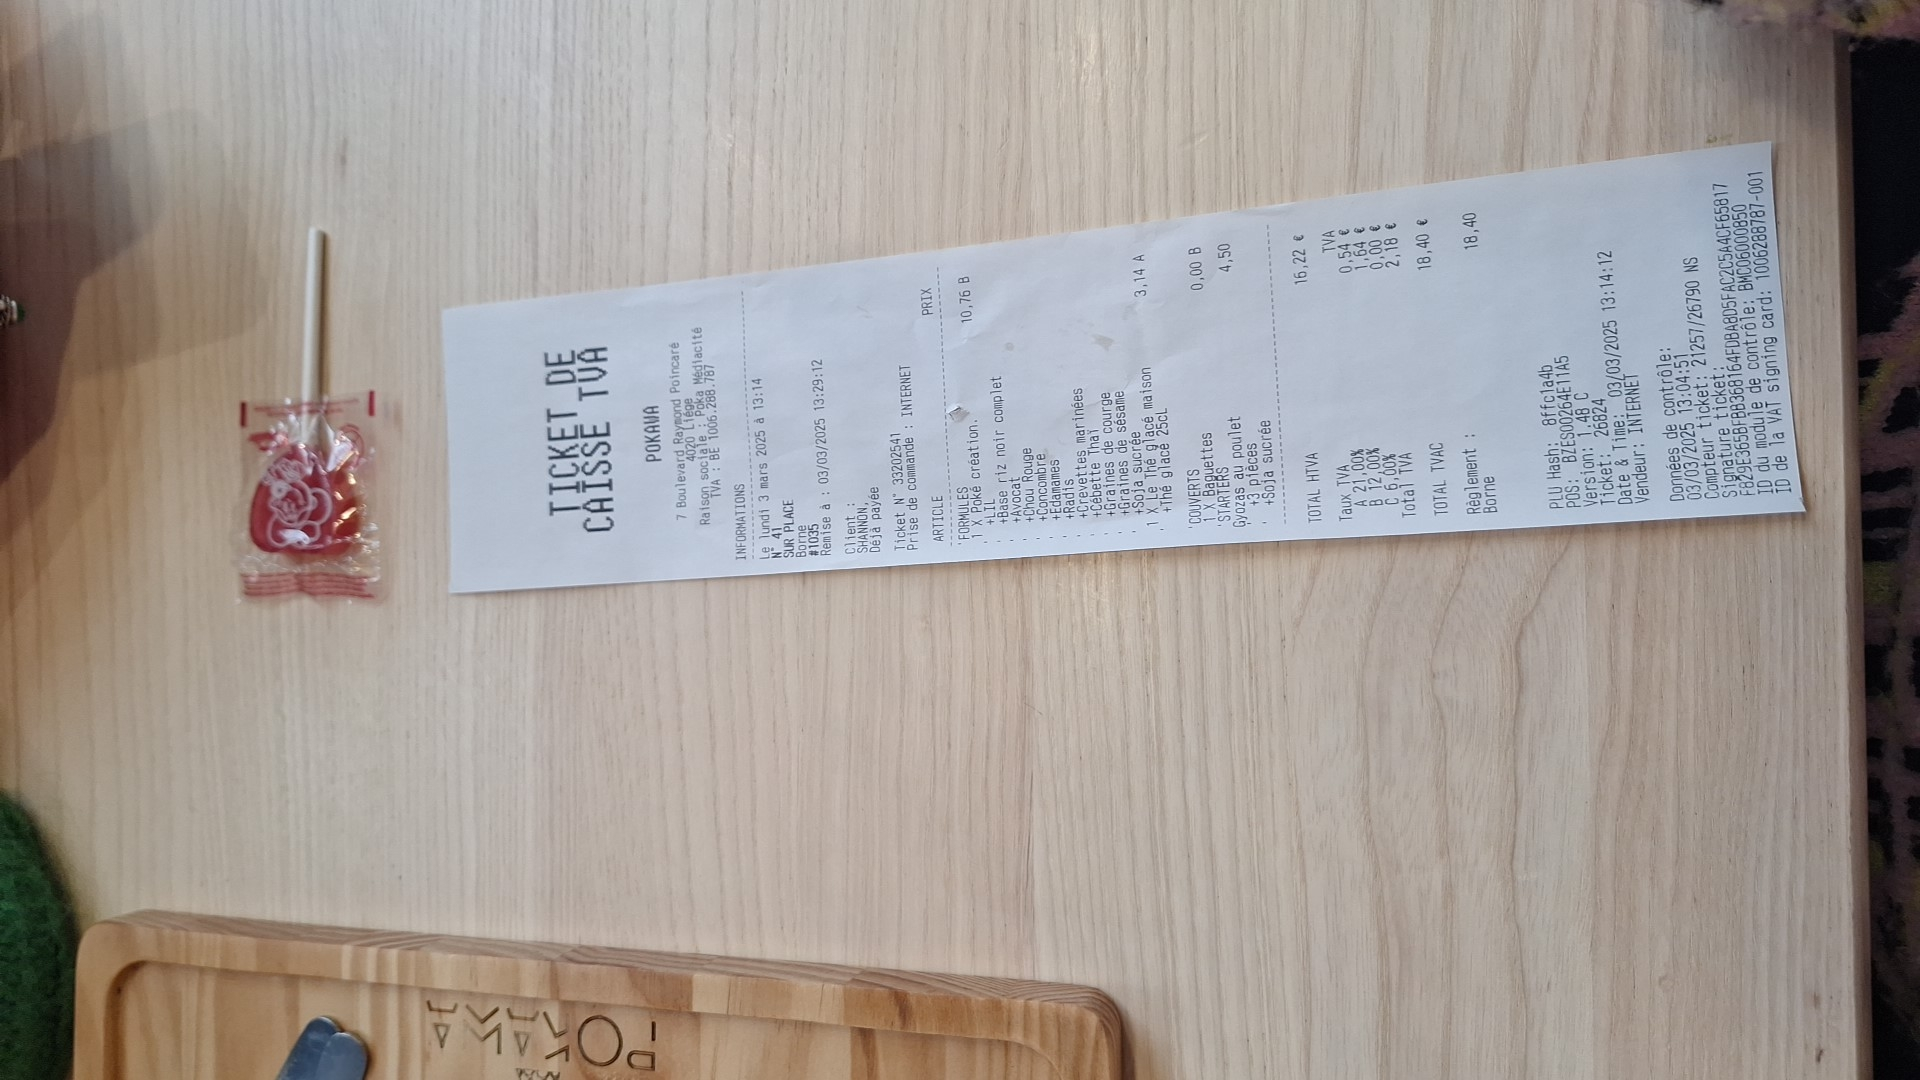 TICKET DE
CAISSE TVA
POKAWA
7 Boulevard Raymond Poincaré
4020 Liége
Raison sociale : Poka Médiacité
TVA : BE 1006.288.787
INFORMATIONS
Le lundi 3 mars 2025 à 13:14
N° 41
SUR PLACE
Borne
#1035
Remise à : 03/03/2025 13:29:12
Client :
SHANNON,
Déjà payée
Ticket N° 33202541
Prise de commande : INTERNET
ARTICLE PRIX
'FORMULES
1 X Poké création. 10,76 B
. +LIL
. +Base riz noir complet
. +Avocat
. +Chou Rouge
. +Concombre
. +Edamames
. +Radis
. +Crevettes marinées
. +Cébette Thaï
. +Graines de courge
. +Graines de sésame
. +Soja sucrée
. 1 X Le Thé glacé maison 3,14 A
. +Thé glacé 25cL
'COUVERTS
1 X Baguettes 0,00 B
'STARTERS
Gyozas au poulet 4,50
. +3 pièces
. +Soja sucrée
TOTAL HTVA 16,22 €
Taux TVA TVA
A 21,00% 0,54 €
B 12,00% 1,64 €
C 6,00% 0,00 €
Total TVA 2,18 €
TOTAL TVAC 18,40 €
Règlement :
Borne 18,40
PLU Hash: 8ffc1a4b
POS: BZES00264E11A5
Version: 1.48 C
Ticket: 26824
Date & Time: 03/03/2025 13:14:12
Vendeur: INTERNET
Données de contrôle:
03/03/2025 13:04:51
Compteur ticket: 21257/26790 NS
Signature ticket:
ID du module de contrôle: BMC06000850
ID de la VAT signing card: 1006288787-001